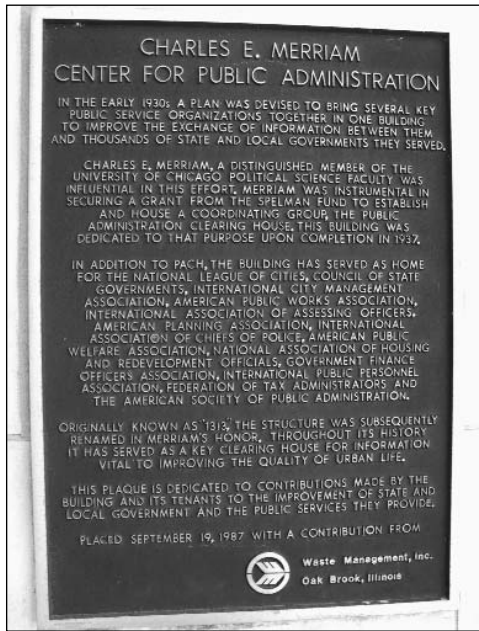 CHARLES E. MERRIAM
CENTER FOR PUBLIC ADMINISTRATION
IN THE EARLY 1930s A PLAN WAS DEVISED TO BRING SEVERAL KEY
PUBLIC SERVICE ORGANIZATIONS TOGETHER IN ONE BUILDING
TO IMPROVE THE EXCHANGE OF INFORMATION BETWEEN THEM
AND THOUSANDS OF STATE AND LOCAL GOVERNMENTS THEY SERVED.
CHARLES E. MERRIAM, A DISTINGUISHED MEMBER OF THE
UNIVERSITY OF CHICAGO POLITICAL SCIENCE FACULTY WAS
INFLUENTIAL IN THIS EFFORT. MERRIAM WAS INSTRUMENTAL IN
SECURING A GRANT FROM THE SPELMAN FUND TO ESTABLISH
AND HOUSE A COORDINATING GROUP, THE PUBLIC
ADMINISTRATION CLEARING HOUSE. THIS BUILDING WAS
DEDICATED TO THAT PURPOSE UPON COMPLETION IN 1937.
IN ADDITION TO PACH, THE BUILDING HAS SERVED AS HOME
FOR THE NATIONAL LEAGUE OF CITIES, COUNCIL OF STATE
GOVERNMENTS, INTERNATIONAL CITY MANAGEMENT
ASSOCIATION, AMERICAN PUBLIC WORKS ASSOCIATION,
INTERNATIONAL ASSOCIATION OF ASSESSING OFFICERS,
AMERICAN PLANNING ASSOCIATION, INTERNATIONAL
ASSOCIATION OF CHIEFS OF POLICE, AMERICAN PUBLIC
WELFARE ASSOCIATION, NATIONAL ASSOCIATION OF HOUSING
AND REDEVELOPMENT OFFICIALS, GOVERNMENT FINANCE
OFFICERS ASSOCIATION, INTERNATIONAL PUBLIC PERSONNEL
ASSOCIATION, FEDERATION OF TAX ADMINISTRATORS AND
THE AMERICAN SOCIETY OF PUBLIC ADMINISTRATION.
ORIGINALLY KNOWN AS "1313," THE STRUCTURE WAS SUBSEQUENTLY
RENAMED IN MERRIAM'S HONOR. THROUGHOUT ITS HISTORY
IT HAS SERVED AS A KEY CLEARING HOUSE FOR INFORMATION
VITAL TO IMPROVING THE QUALITY OF URBAN LIFE.
THIS PLAQUE IS DEDICATED TO CONTRIBUTIONS MADE BY THE
BUILDING AND ITS TENANTS TO THE IMPROVEMENT OF STATE AND
LOCAL GOVERNMENT AND THE PUBLIC SERVICES THEY PROVIDE.
PLACED SEPTEMBER 19, 1987 WITH A CONTRIBUTION FROM
Waste Management, Inc.
Oak Brook, Illinois